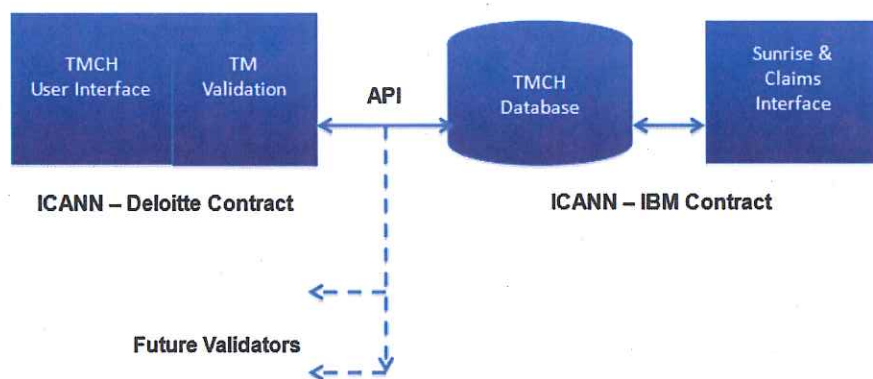 TMCH
User Interface
TM
Validation
API
TMCH
Database
Sunrise &
Claims
Interface
ICANN – Deloitte Contract
ICANN – IBM Contract
Future Validators